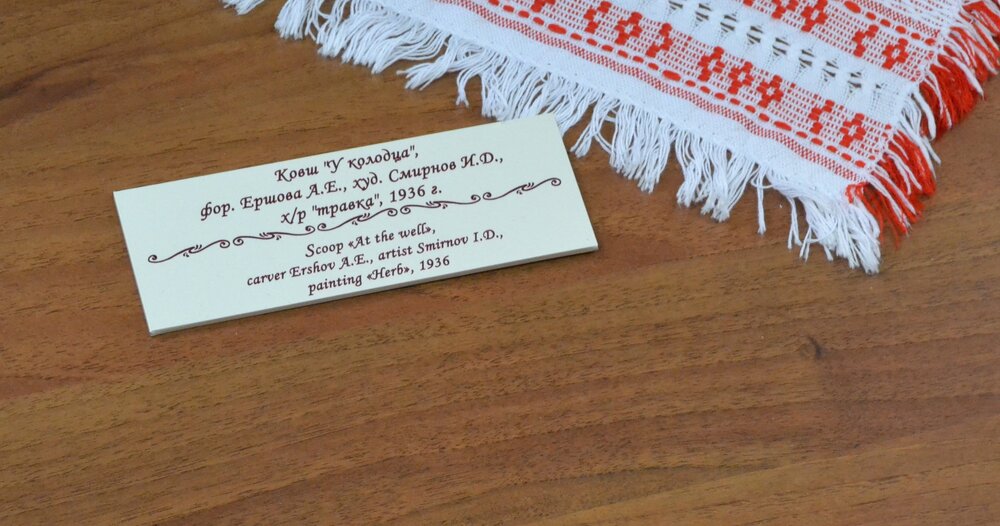 Ковш "У колодца",
фор. Ершова А.Е., худ. Смирнов И.D.,
х/р "травка", 1936 г.
Scoop «At the well»,
carver Ershov A.E., artist Smirnov I.D.,
painting «Herb», 1936